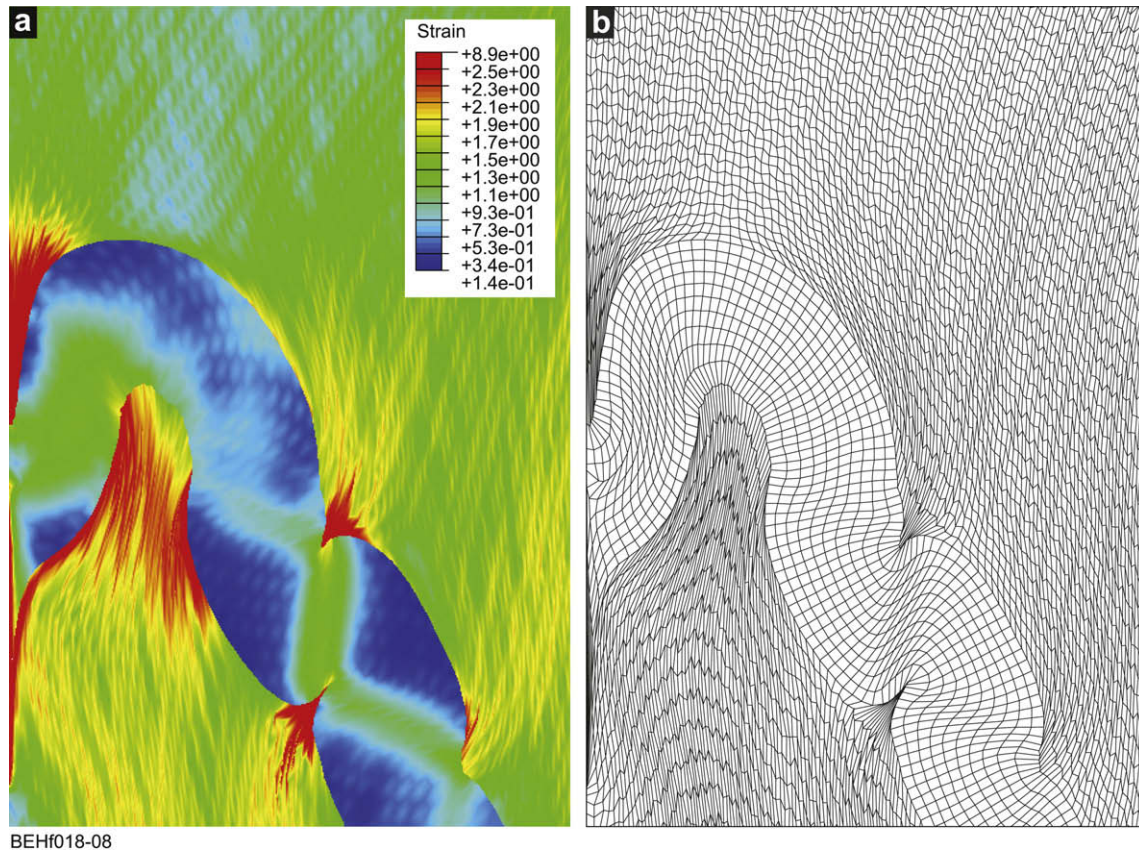 a
Strain
+8.9e+00
+2.5e+00
+2.3e+00
+2.1e+00
+1.9e+00
+1.7e+00
+1.5e+00
+1.3e+00
+1.1e+00
+9.3e-01
+7.3e-01
+5.3e-01
+3.4e-01
+1.4e-01
b
BEHf018-08